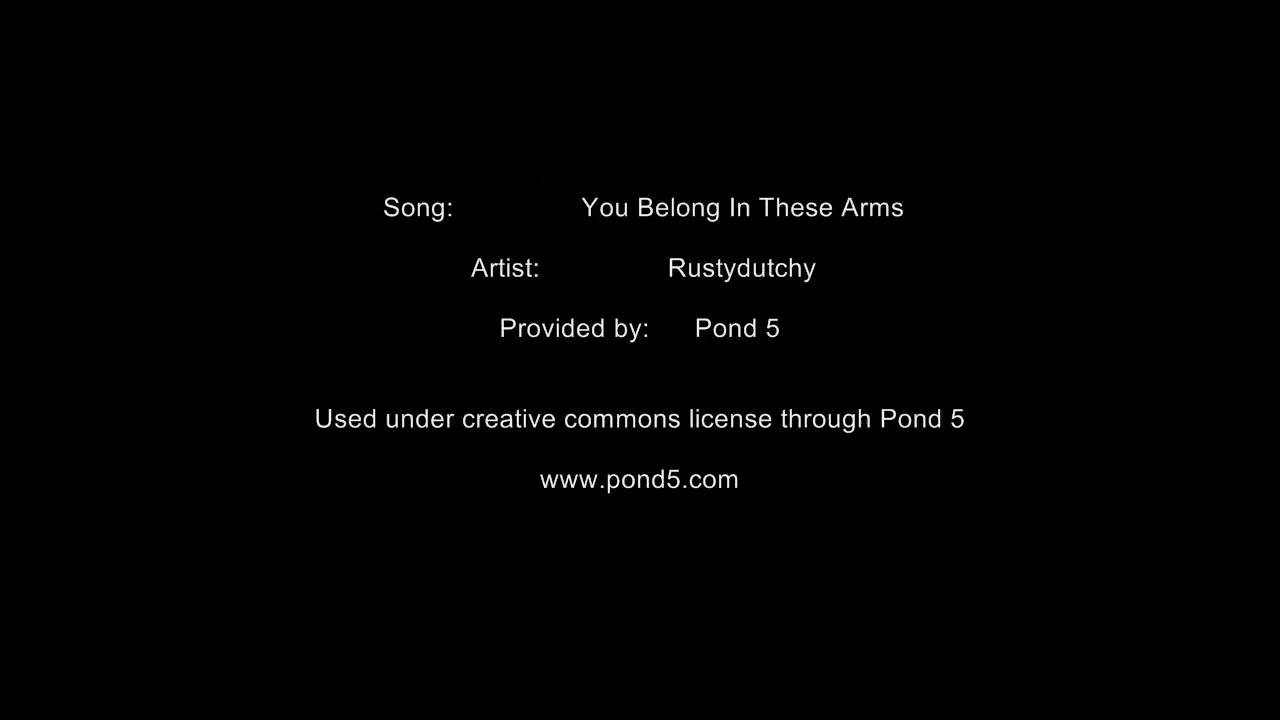 Song: You Belong In These Arms
Artist: Rustydutchy
Provided by: Pond 5
Used under creative commons license through Pond 5
www.pond5.com